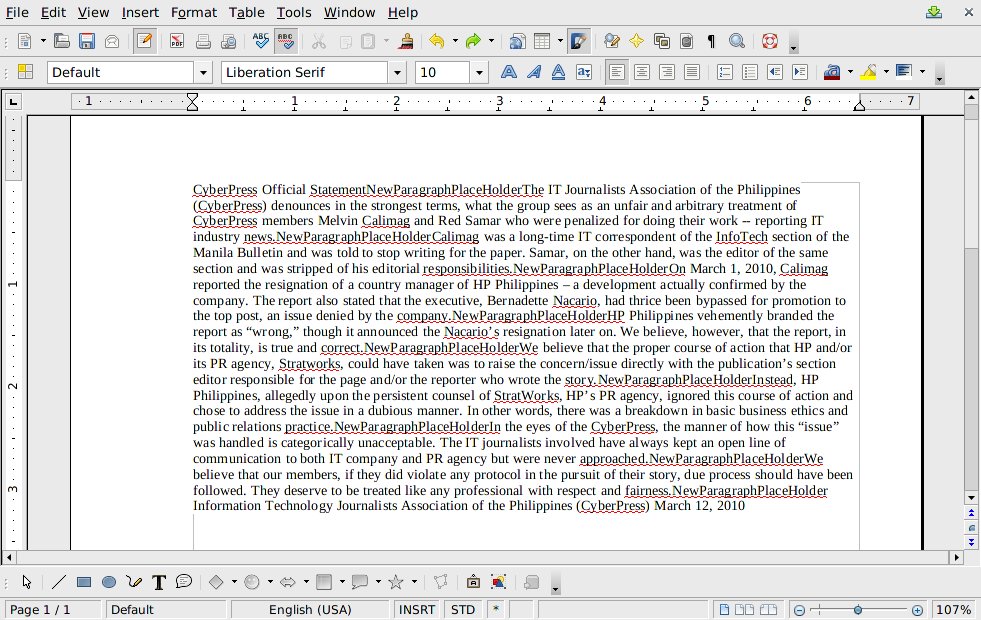 File Edit View Insert Format Table Tools Window Help
Default Liberation Serif 10
1 1 2 3 4 5 6 7
CyberPress Official StatementNewParagraphPlaceHolderThe IT Journalists Association of the Philippines
(CyberPress) denounces in the strongest terms, what the group sees as an unfair and arbitrary treatment of
CyberPress members Melvin Calimag and Red Samar who were penalized for doing their work -- reporting IT
industry news.NewParagraphPlaceHolderCalimag was a long-time IT correspondent of the InfoTech section of the
Manila Bulletin and was told to stop writing for the paper. Samar, on the other hand, was the editor of the same
section and was stripped of his editorial responsibilities.NewParagraphPlaceHolderOn March 1, 2010, Calimag
reported the resignation of a country manager of HP Philippines – a development actually confirmed by the
company. The report also stated that the executive, Bernadette Nacario, had thrice been bypassed for promotion to
the top post, an issue denied by the company.NewParagraphPlaceHolderHP Philippines vehemently branded the
report as “wrong,” though it announced the Nacario’s resignation later on. We believe, however, that the report, in
its totality, is true and correct.NewParagraphPlaceHolderWe believe that the proper course of action that HP and/or
its PR agency, Stratworks, could have taken was to raise the concern/issue directly with the publication’s section
editor responsible for the page and/or the reporter who wrote the story.NewParagraphPlaceHolderInstead, HP
Philippines, allegedly upon the persistent counsel of StratWorks, HP’s PR agency, ignored this course of action and
chose to address the issue in a dubious manner. In other words, there was a breakdown in basic business ethics and
public relations practice.NewParagraphPlaceHolderIn the eyes of the CyberPress, the manner of how this “issue”
was handled is categorically unacceptable. The IT journalists involved have always kept an open line of
communication to both IT company and PR agency but were never approached.NewParagraphPlaceHolderWe
believe that our members, if they did violate any protocol in the pursuit of their story, due process should have been
followed. They deserve to be treated like any professional with respect and fairness.NewParagraphPlaceHolder
Information Technology Journalists Association of the Philippines (CyberPress) March 12, 2010
1
2
3
Page 1 / 1 Default English (USA) INSRT STD * 107%